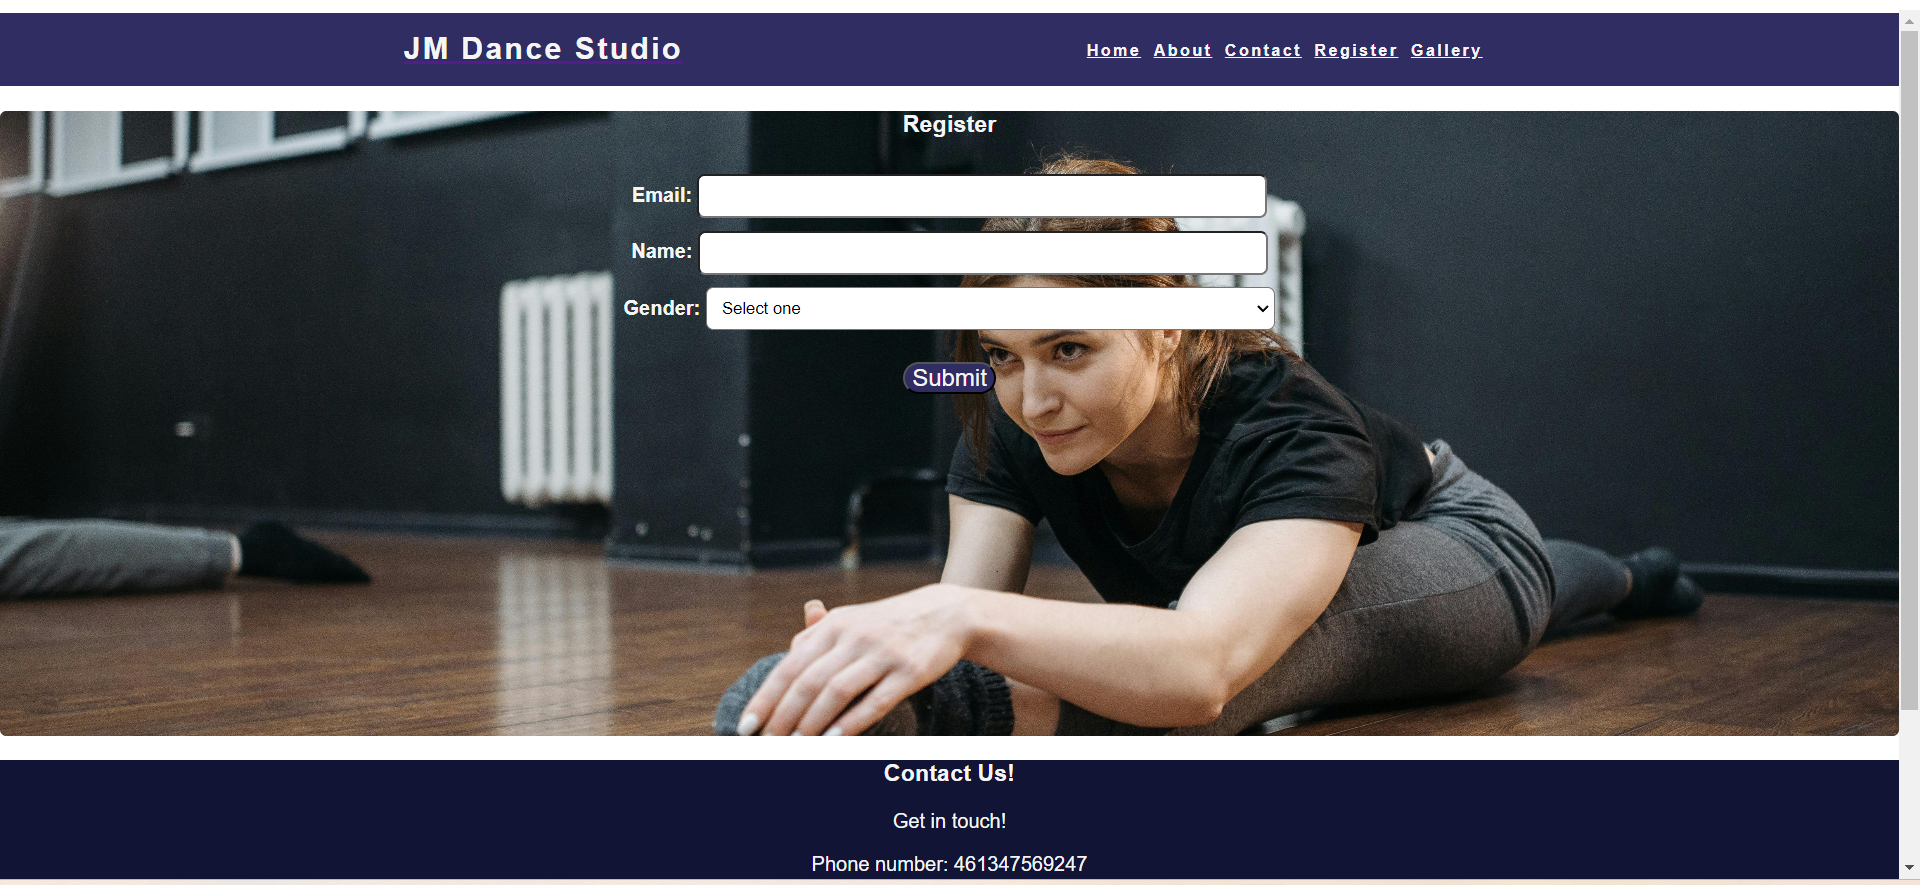 JM Dance Studio
Home About Contact Register Gallery
Register
Email:
Name:
Gender: Select one
Submit
Contact Us!
Get in touch!
Phone number: 461347569247